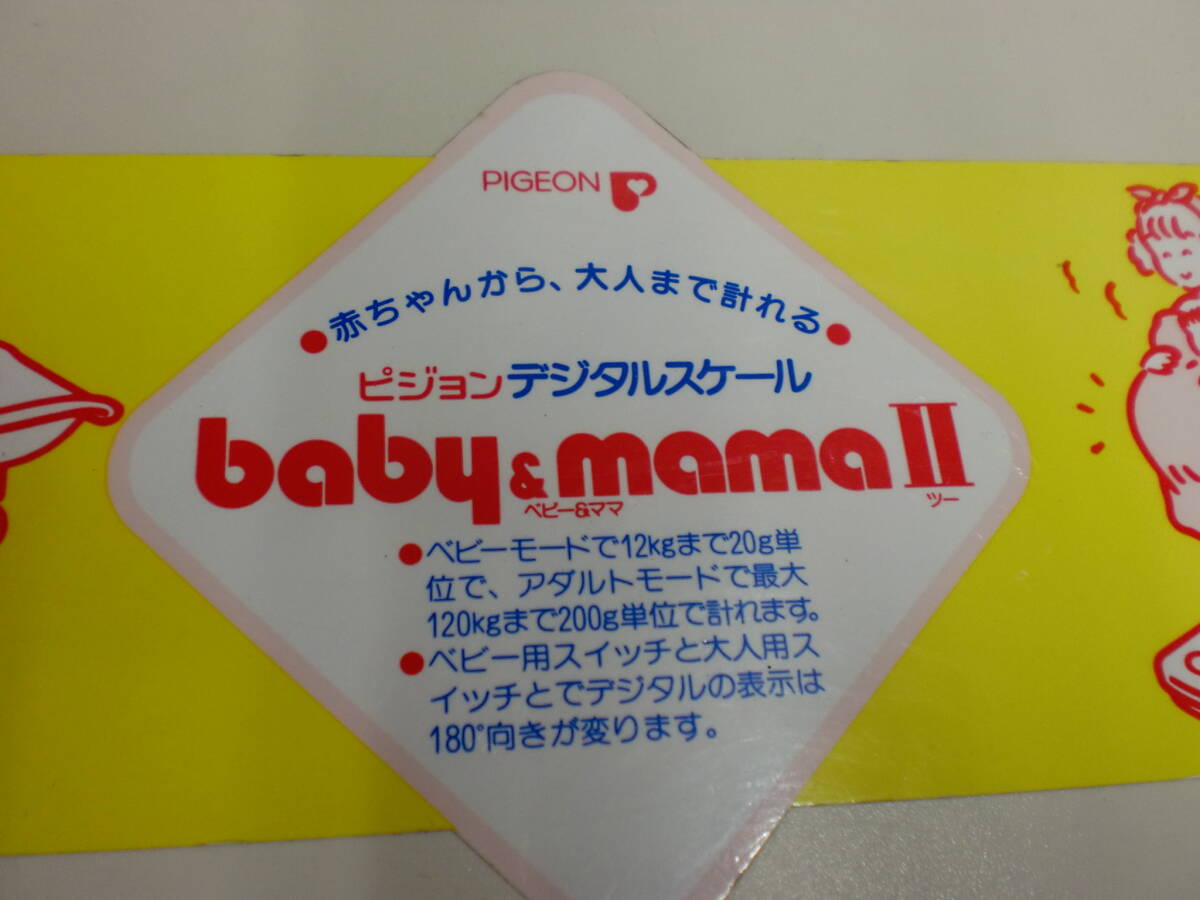 PIGEON
●赤ちゃんから、大人まで計れる●
ピジョンデジタルスケール
baby & mama II
ベビー&ママ ツー
●ベビーモードで12kgまで20g単
位で、アダルトモードで最大
120kgまで200g単位で計れます。
●ベビー用スイッチと大人用ス
イッチとでデジタルの表示は
180°向きが変ります。